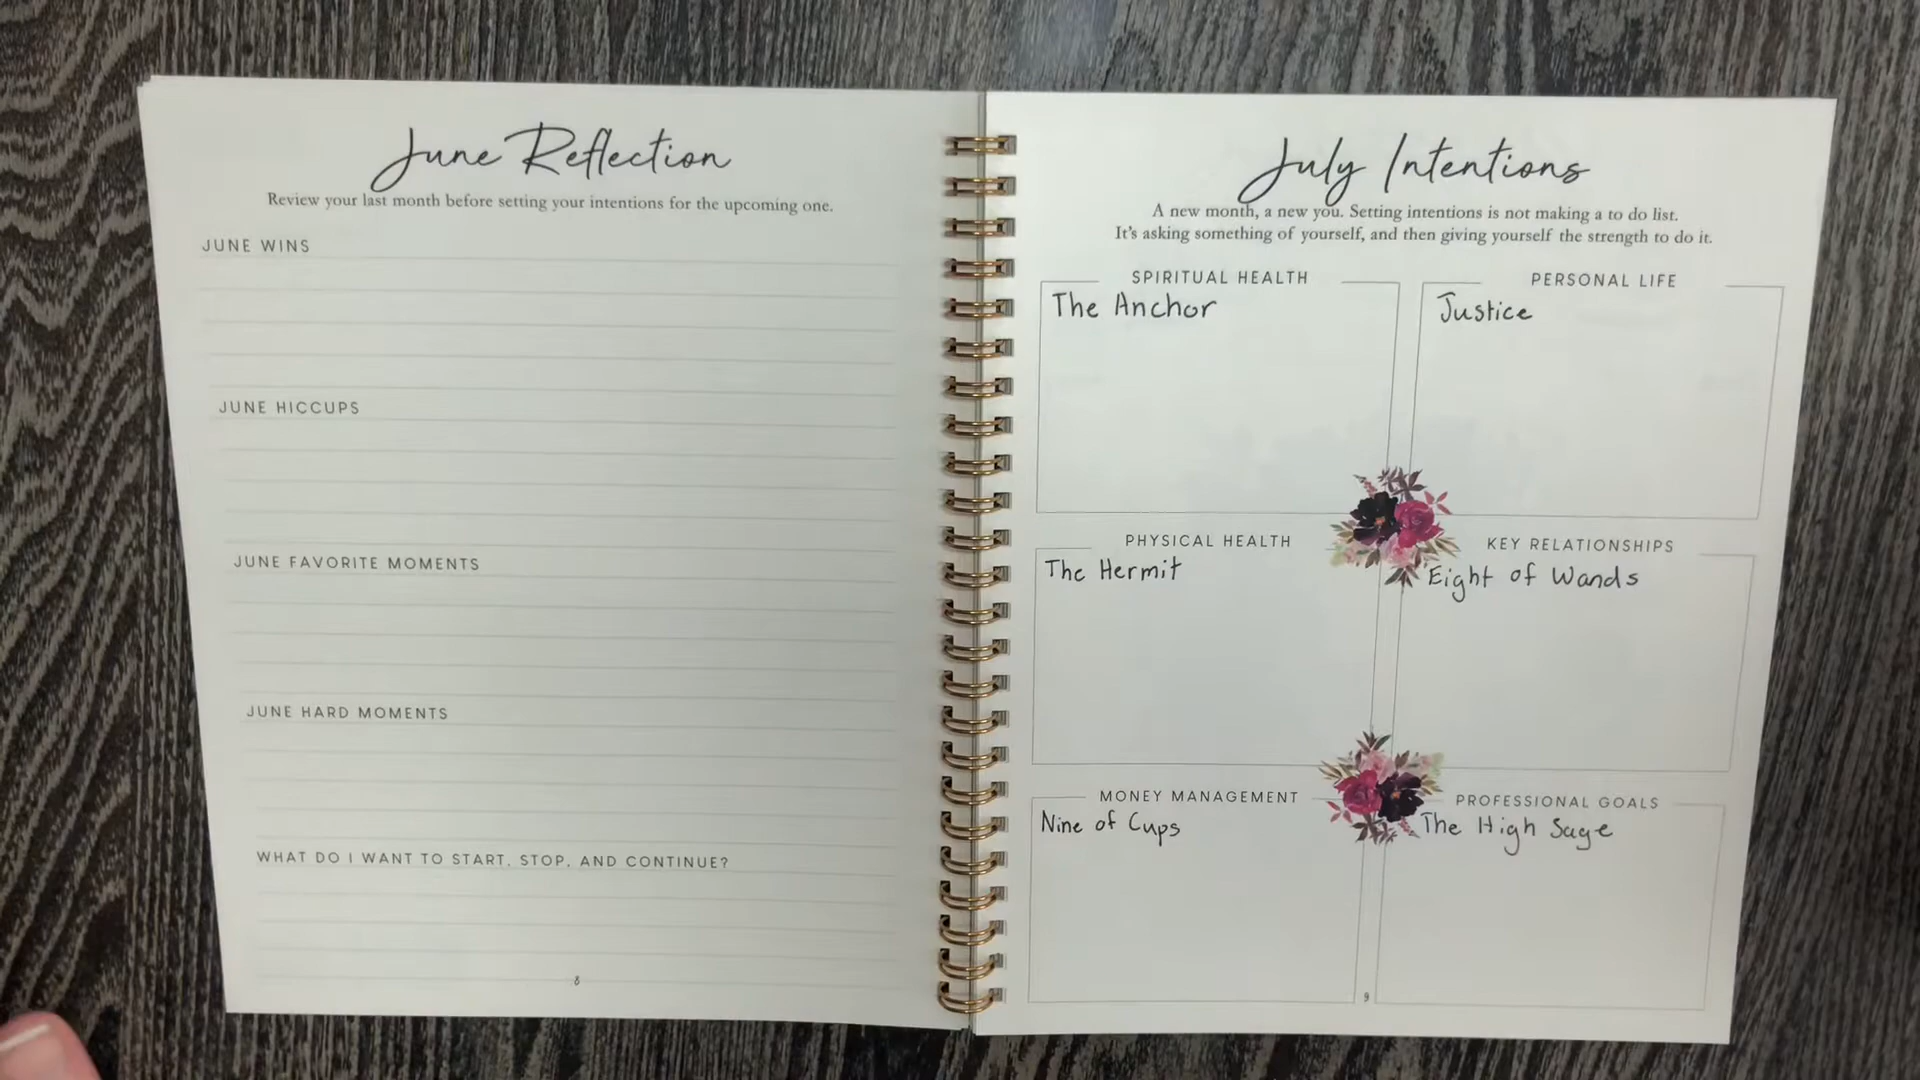 June Reflection
Review your last month before setting your intentions for the upcoming one.
JUNE WINS
JUNE HICCUPS
JUNE FAVORITE MOMENTS
JUNE HARD MOMENTS
WHAT DO I WANT TO START, STOP, AND CONTINUE?
8
July Intentions
A new month, a new you. Setting intentions is not making a to do list.
It's asking something of yourself, and then giving yourself the strength to do it.
SPIRITUAL HEALTH
The Anchor
PERSONAL LIFE
Justice
PHYSICAL HEALTH
The Hermit
KEY RELATIONSHIPS
Eight of Wands
MONEY MANAGEMENT
Nine of Cups
PROFESSIONAL GOALS
The High Sage
9